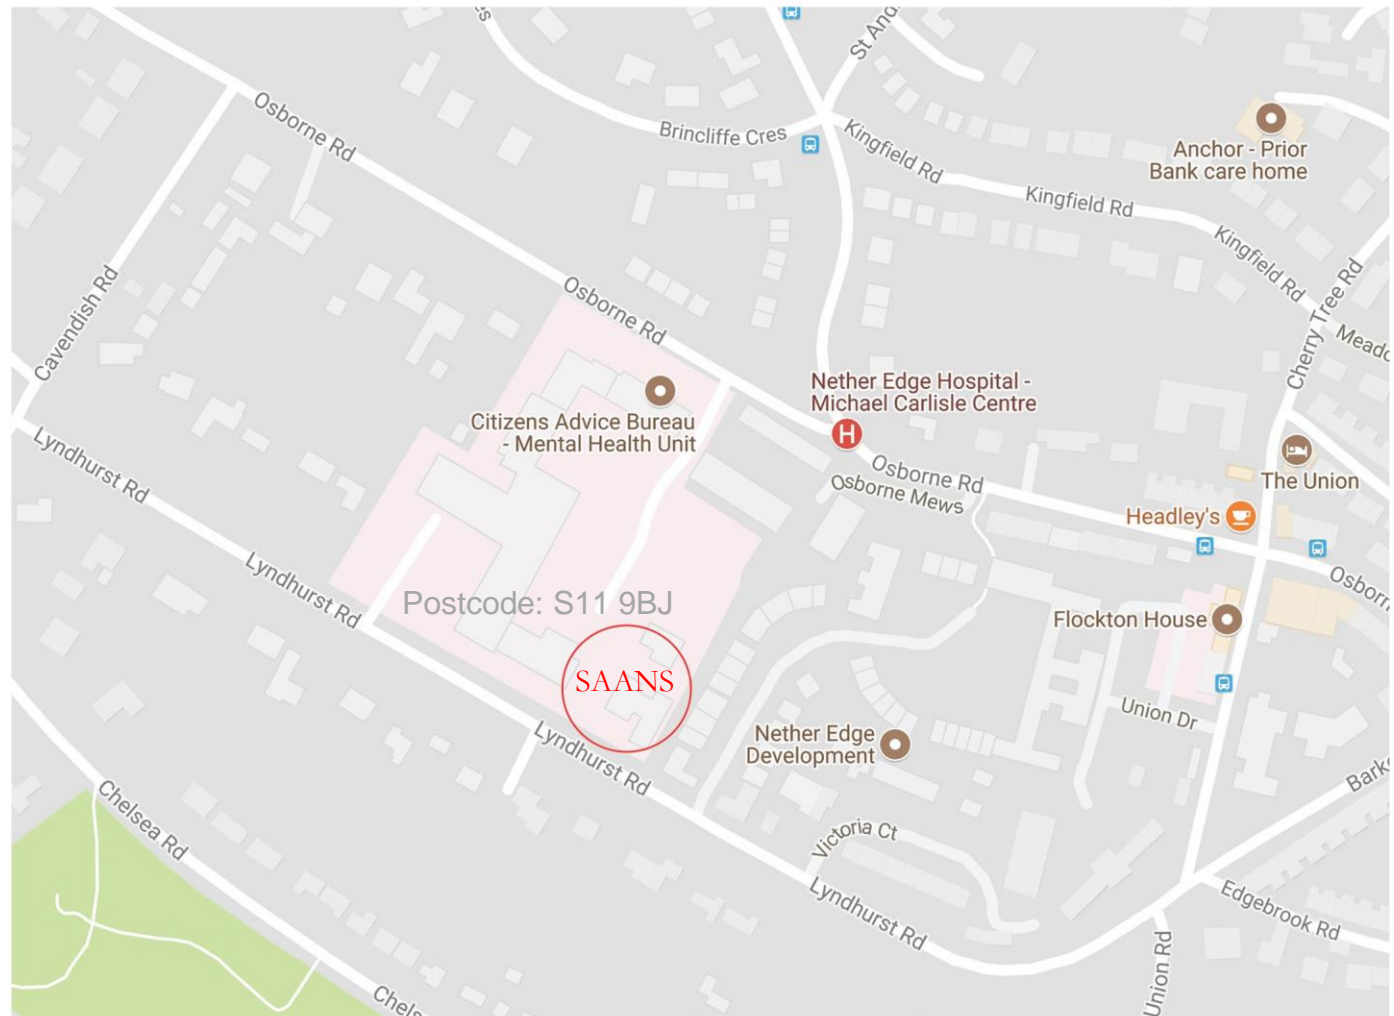 St And
es
Osborne Rd
Brincliffe Cres
Kingfield Rd
Anchor - Prior
Bank care home
Kingfield Rd
Kingfield Rd
Cherry Tree Rd
Cavendish Rd
Osborne Rd
Meado
Nether Edge Hospital -
Michael Carlisle Centre
H
Citizens Advice Bureau
- Mental Health Unit
Lyndhurst Rd
Osborne Rd
Osborne Mews
The Union
Headley's
Lyndhurst Rd
Osborn
Postcode: S11 9BJ
Flockton House
SAANS
Union Dr
Lyndhurst Rd
Nether Edge
Development
Barke
Chelsea Rd
Victoria Ct
Lyndhurst Rd
Edgebrook Rd
Union Rd
Chels